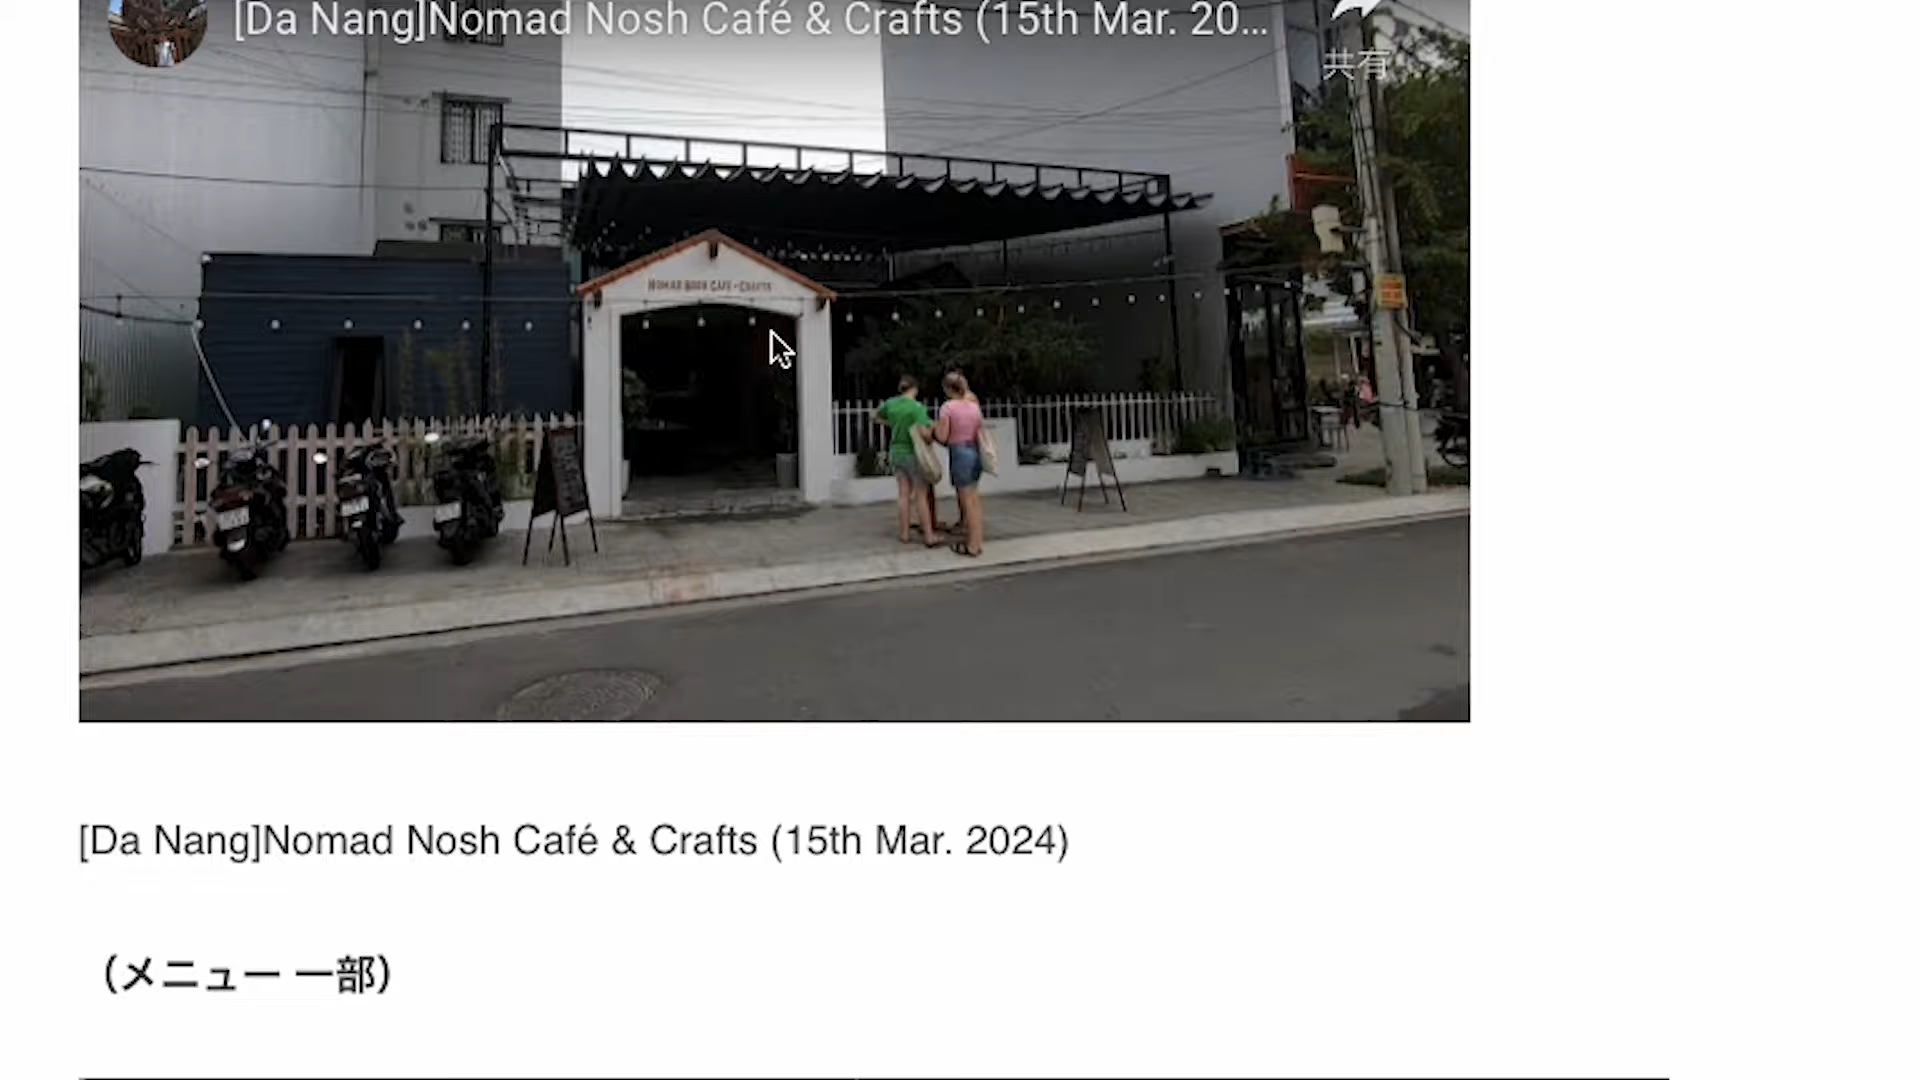 [Da Nang]Nomad Nosh Café & Crafts (15th Mar. 20...
共有
NOMAD NOSH CAFÉ + CRAFTS
[Da Nang]Nomad Nosh Café & Crafts (15th Mar. 2024)
（メニュー 一部）